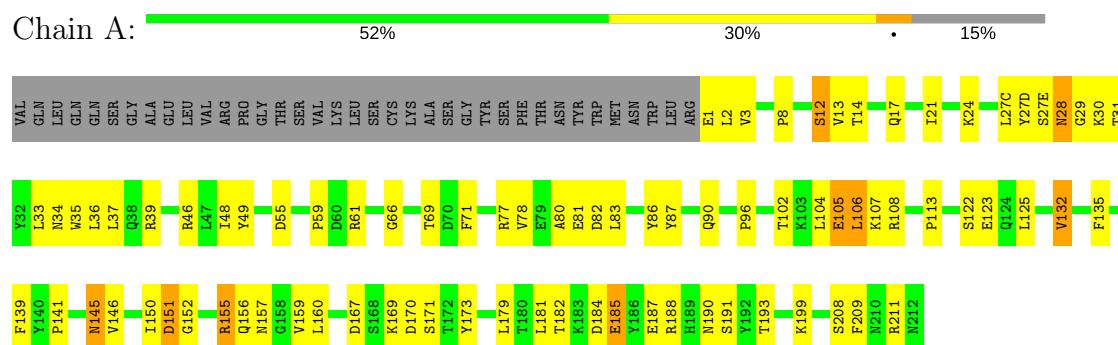 Chain A:
52% 30% • 15%
VAL GLN LEU GLN GLN SER GLY ALA GLU LEU VAL ARG PRO GLY THR SER VAL LYS LEU SER CYS LYS ALA SER GLY TYR SER PHE THR ASN TYR TRP MET ASN TRP LEU ARG E1 L2 V3 P8 S12 V13 T14 Q17 I21 K24 L27C Y27D S27E N28 G29 K30 T31
Y32 L33 N34 W35 L36 L37 Q38 R39 R46 L47 I48 Y49 D55 P59 D60 R61 G66 T69 D70 F71 R77 V78 E79 A80 E81 D82 L83 Y86 Y87 Q90 P96 T102 K103 L104 E105 L106 K107 R108 P113 S122 E123 Q124 L125 V132 F135
F139 Y140 P141 N145 V146 I150 D151 G152 R155 Q156 N157 G158 V159 L160 D167 S168 K169 D170 S171 T172 Y173 L179 T180 L181 T182 K183 D184 E185 Y186 E187 R188 H189 N190 S191 Y192 T193 K199 S208 F209 N210 R211 N212